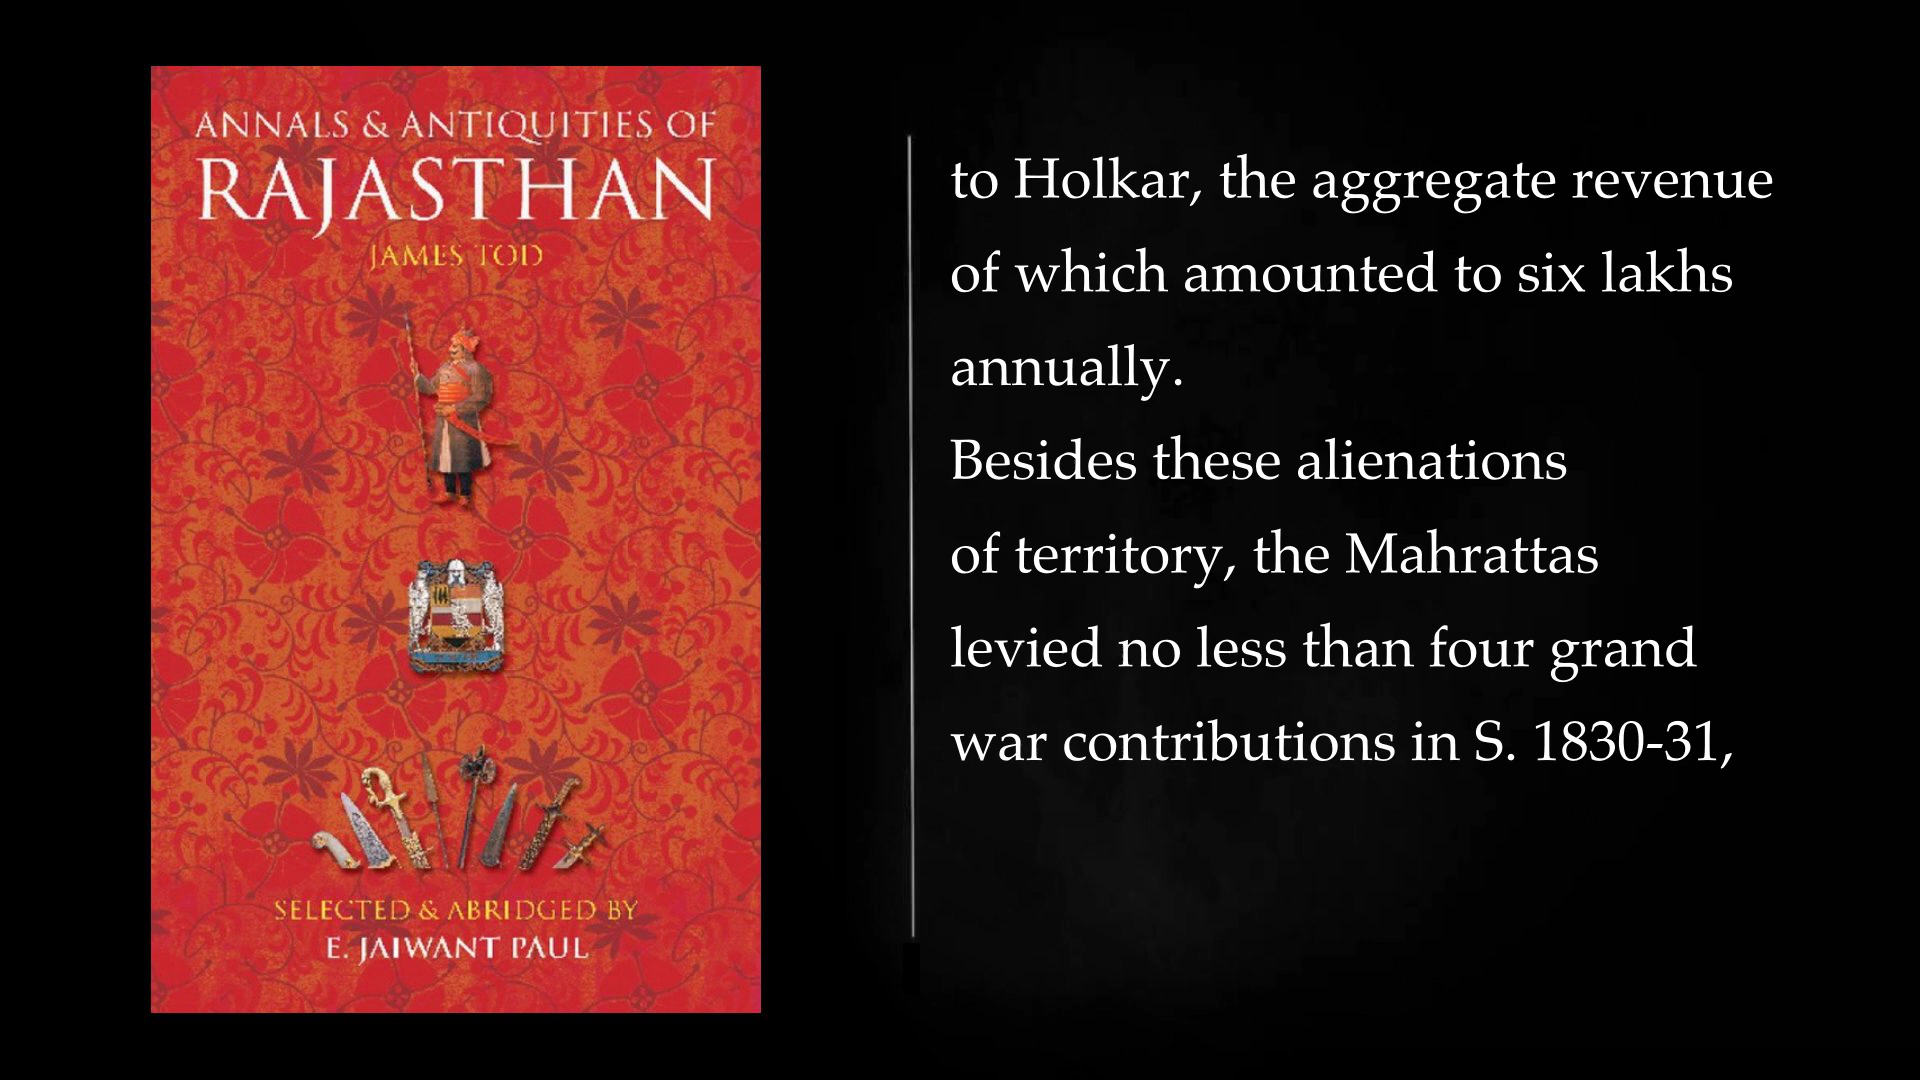 ANNALS & ANTIQUITIES OF
RAJASTHAN
JAMES TOD
SELECTED & ABRIDGED BY
E. JAIWANT PAUL
to Holkar, the aggregate revenue
of which amounted to six lakhs
annually.
Besides these alienations
of territory, the Mahrattas
levied no less than four grand
war contributions in S. 1830-31,